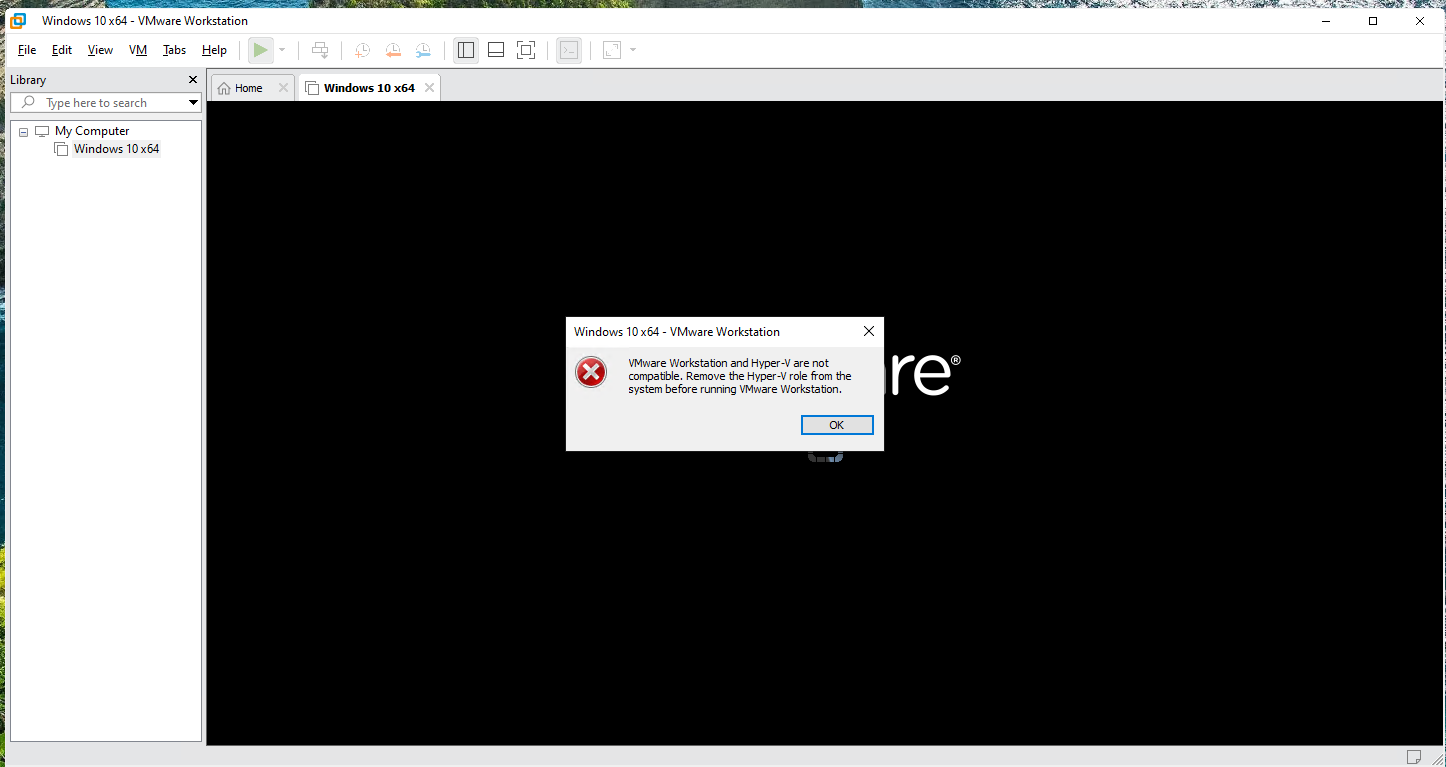 Windows 10 x64 - VMware Workstation
File Edit View VM Tabs Help
Library
Type here to search
Home
Windows 10 x64
My Computer
Windows 10 x64
Windows 10 x64 - VMware Workstation
VMware Workstation and Hyper-V are not
compatible. Remove the Hyper-V role from the
system before running VMware Workstation.
OK
re®